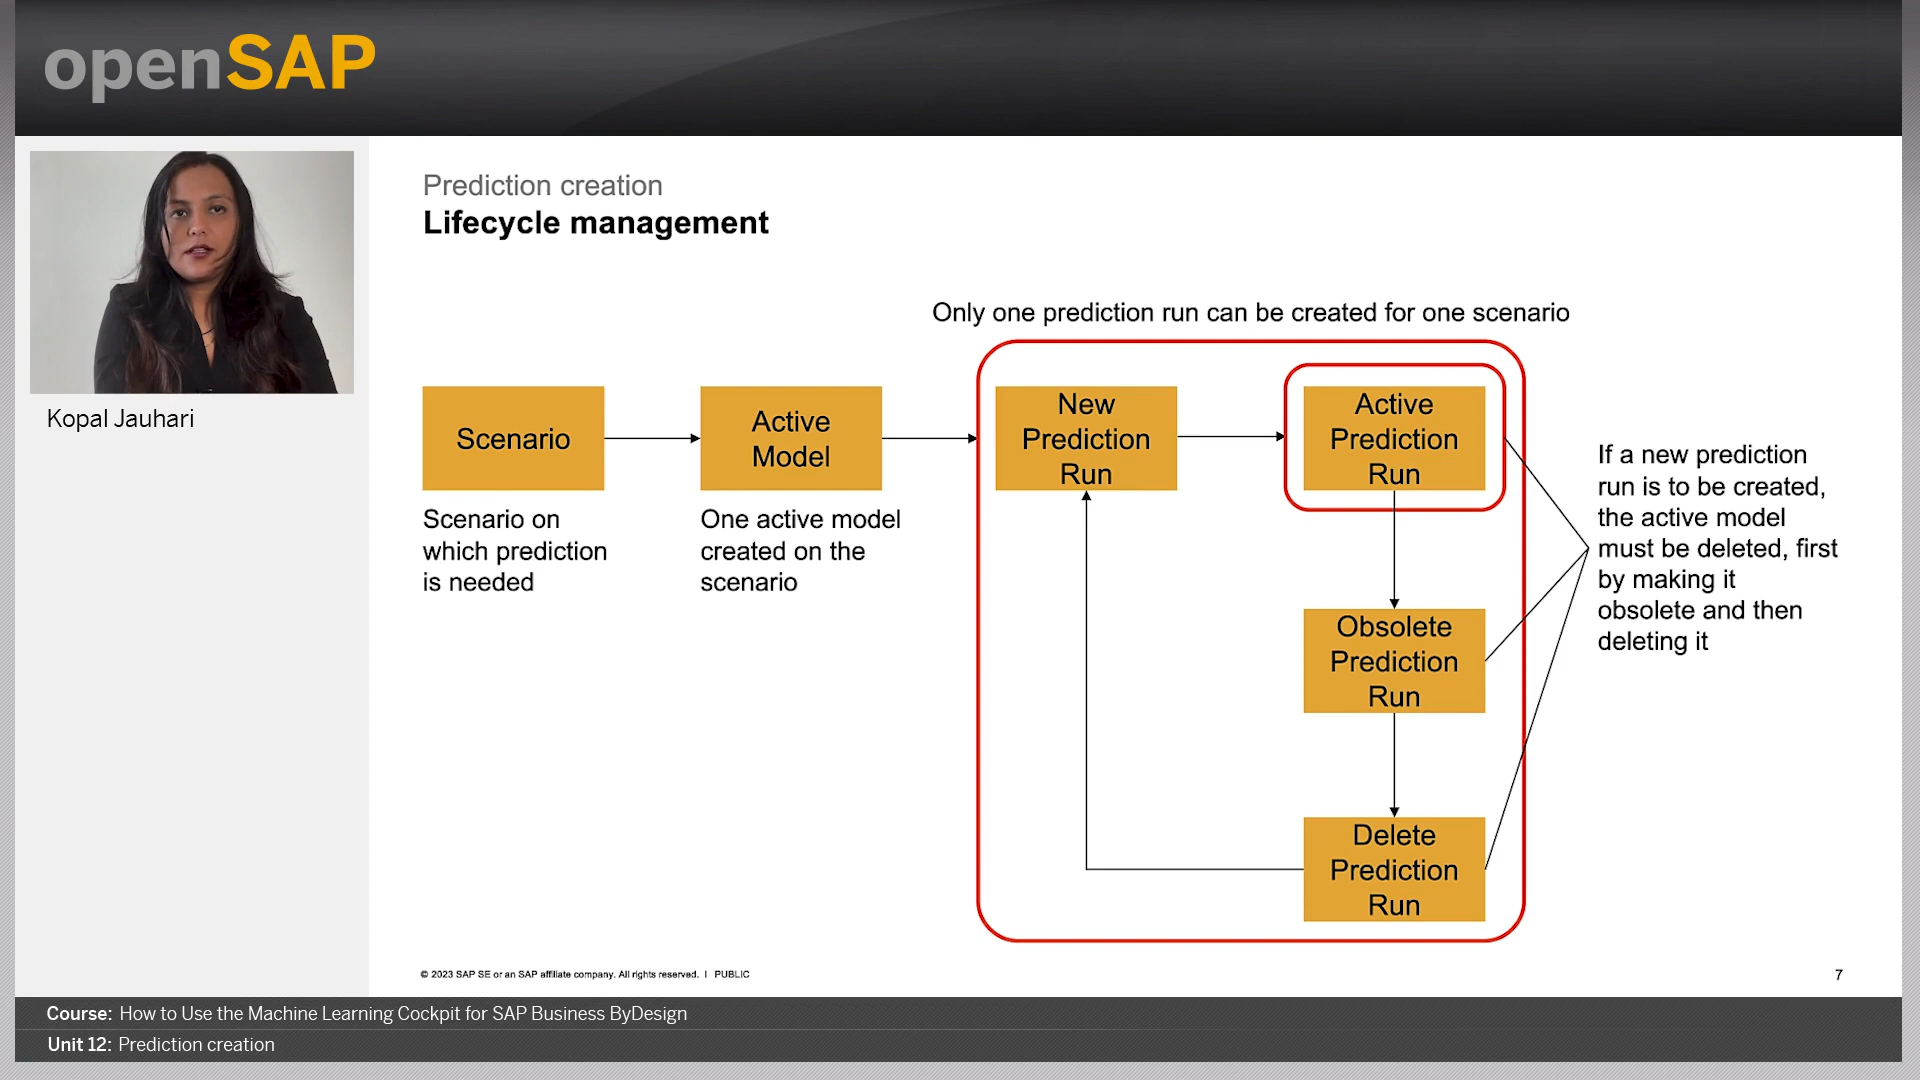 openSAP
Kopal Jauhari
Prediction creation
Lifecycle management
Only one prediction run can be created for one scenario
Scenario
Scenario on
which prediction
is needed
Active
Model
One active model
created on the
scenario
New
Prediction
Run
Active
Prediction
Run
Obsolete
Prediction
Run
Delete
Prediction
Run
If a new prediction
run is to be created,
the active model
must be deleted, first
by making it
obsolete and then
deleting it
© 2023 SAP SE or an SAP affiliate company. All rights reserved. I PUBLIC
7
Course: How to Use the Machine Learning Cockpit for SAP Business ByDesign
Unit 12: Prediction creation